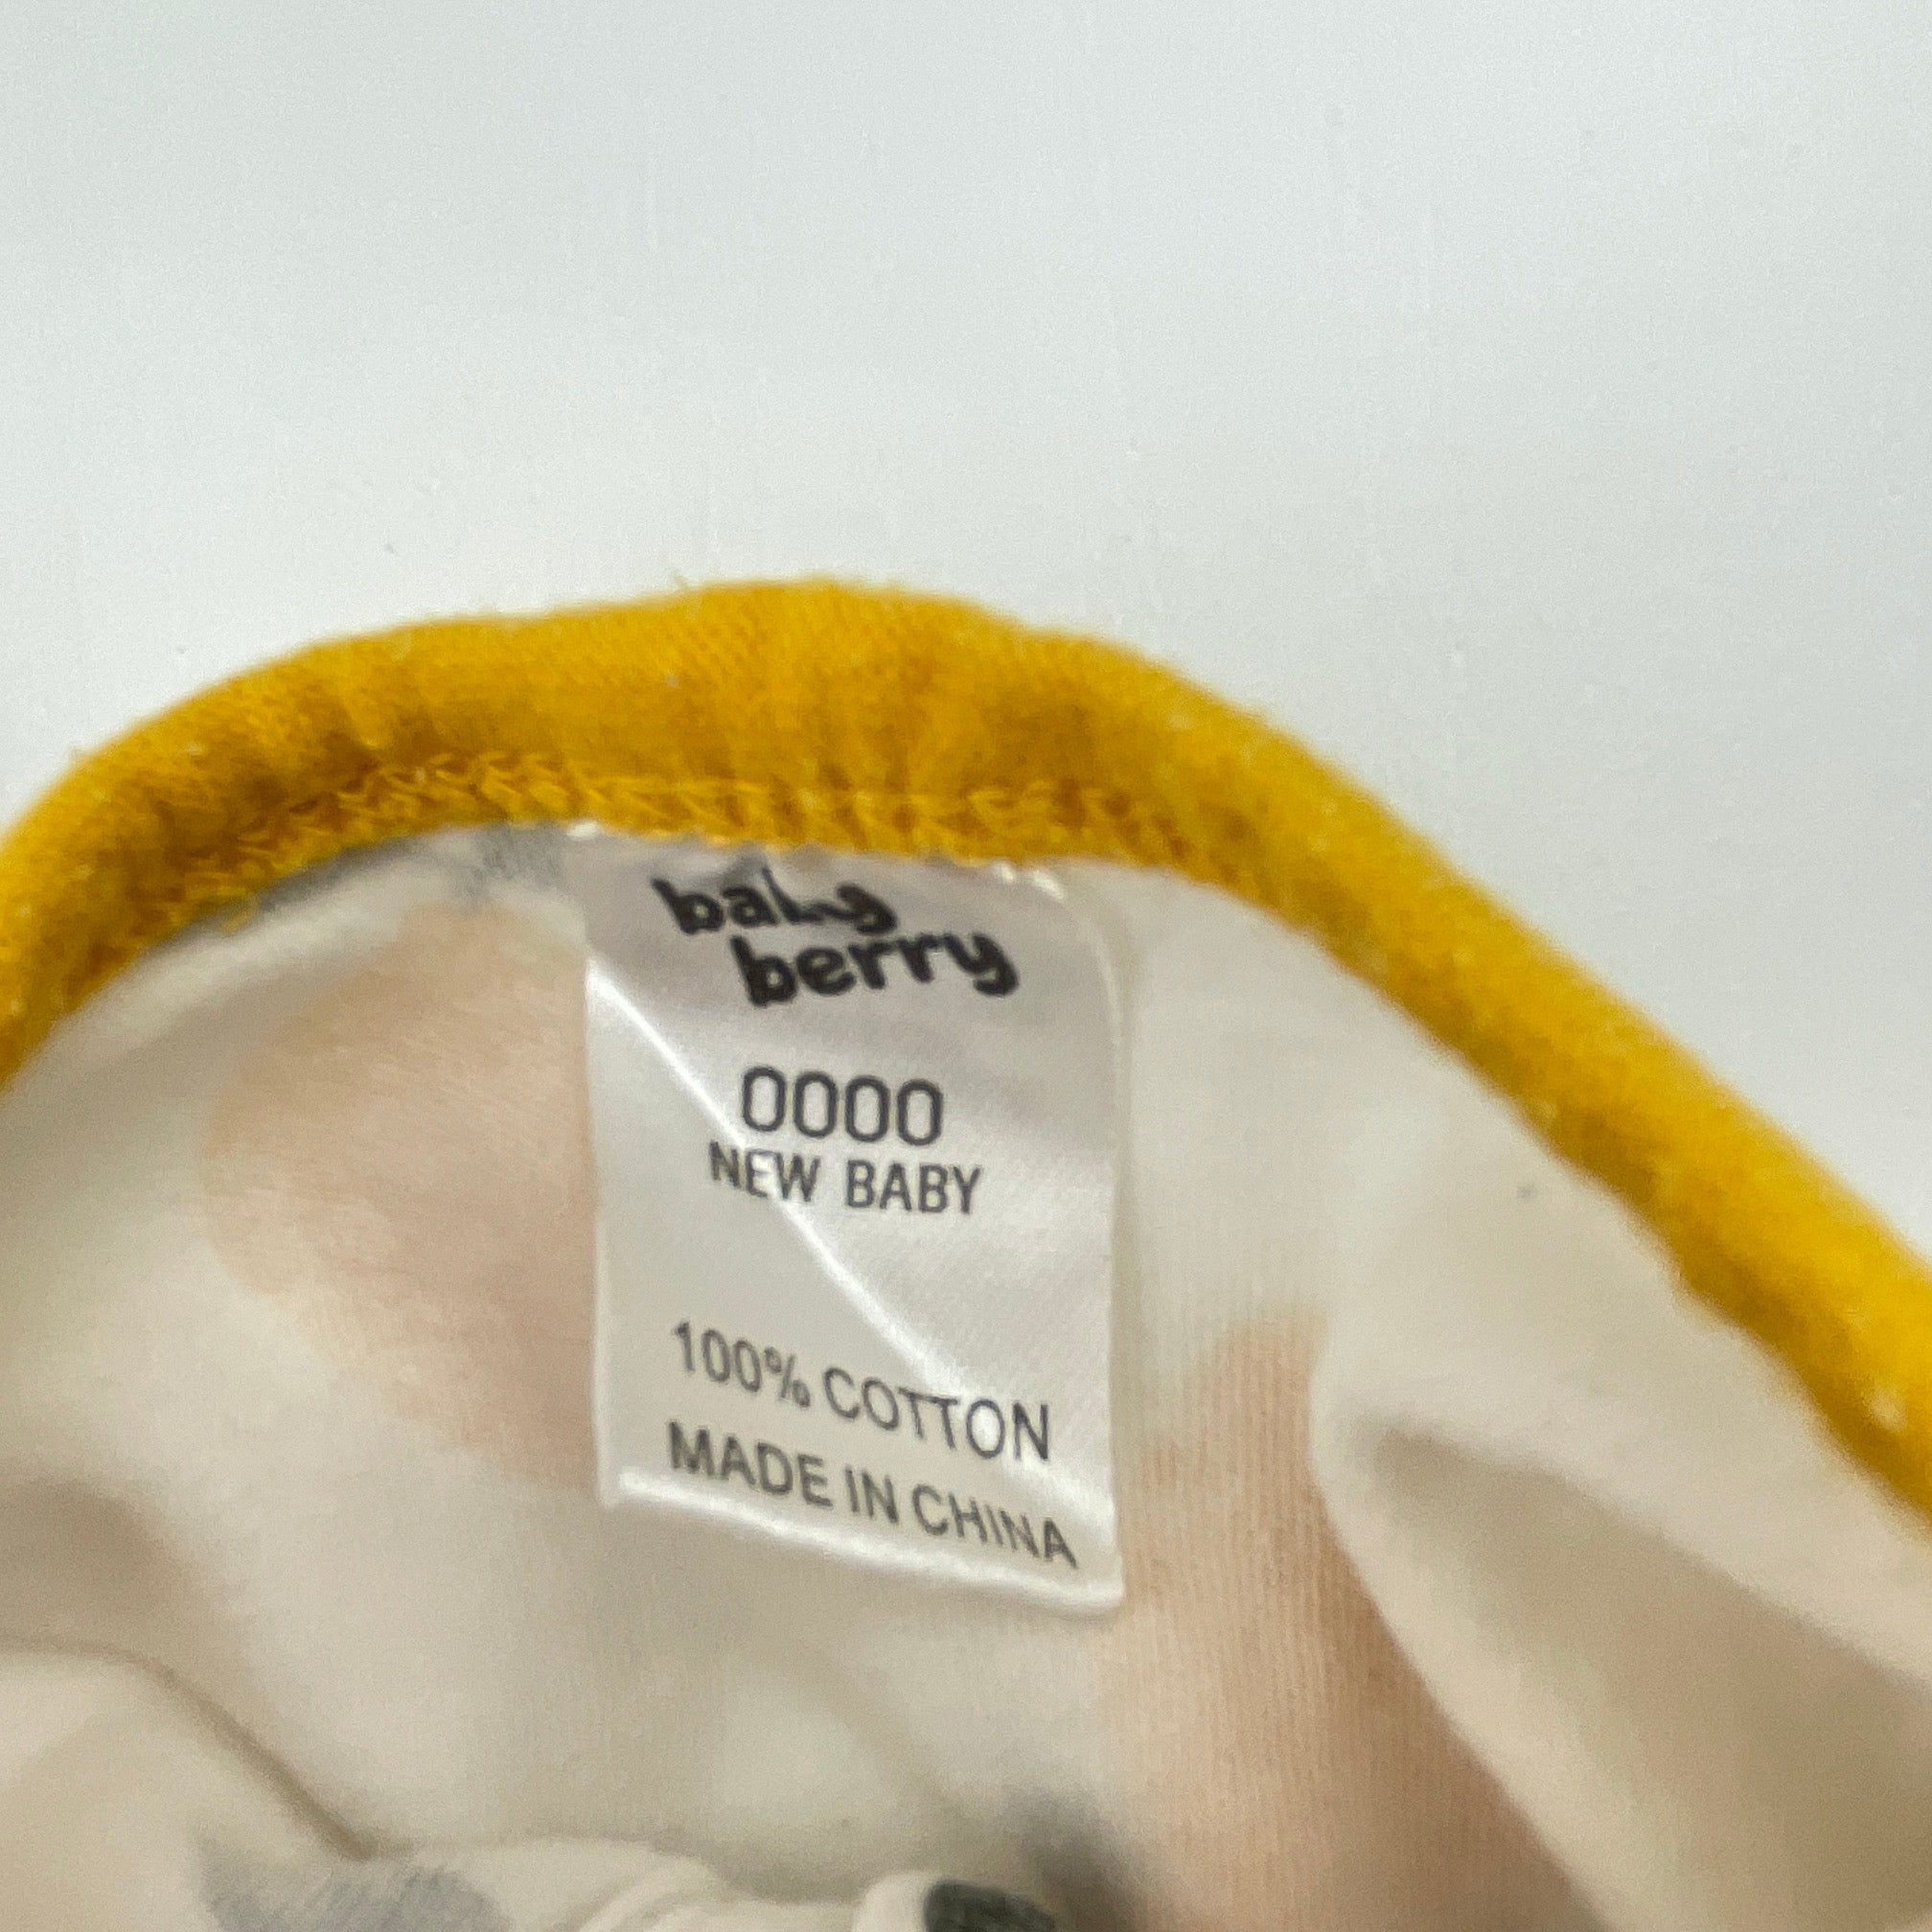 baby
berry
0000
NEW BABY
100% COTTON
MADE IN CHINA